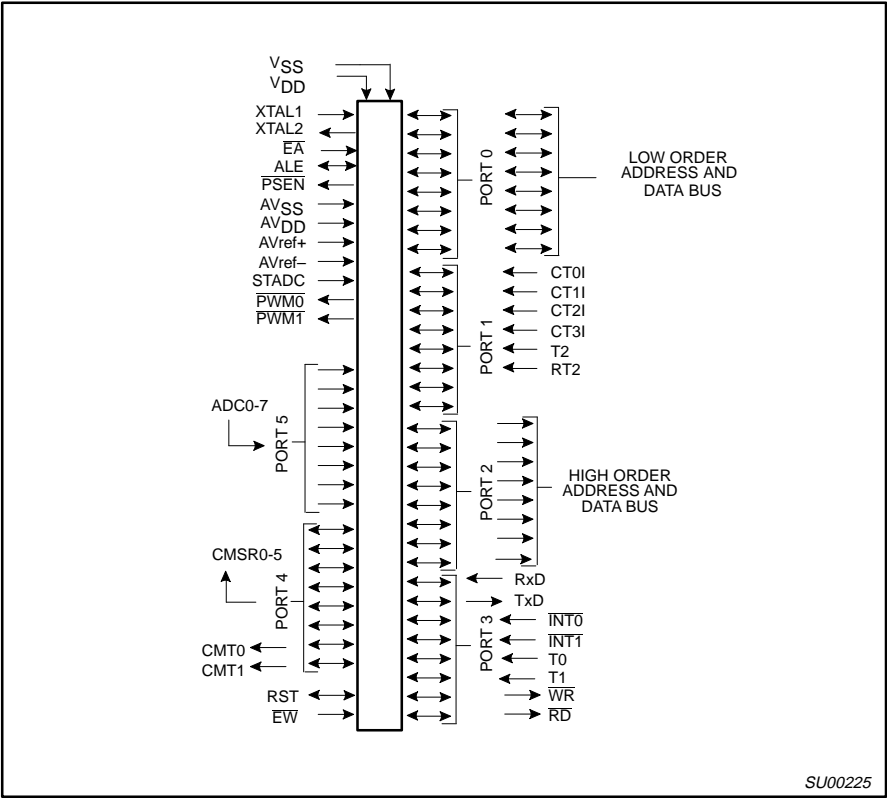 VSS
VDD
XTAL1
XTAL2
EA
ALE
PSEN
AVSS
AVDD
AVref+
AVref–
STADC
PWM0
PWM1
ADC0-7
PORT 5
CMSR0-5
PORT 4
CMT0
CMT1
RST
EW
PORT 0
LOW ORDER
ADDRESS AND
DATA BUS
PORT 1
CT0I
CT1I
CT2I
CT3I
T2
RT2
PORT 2
HIGH ORDER
ADDRESS AND
DATA BUS
PORT 3
RxD
TxD
INT0
INT1
T0
T1
WR
RD
SU00225